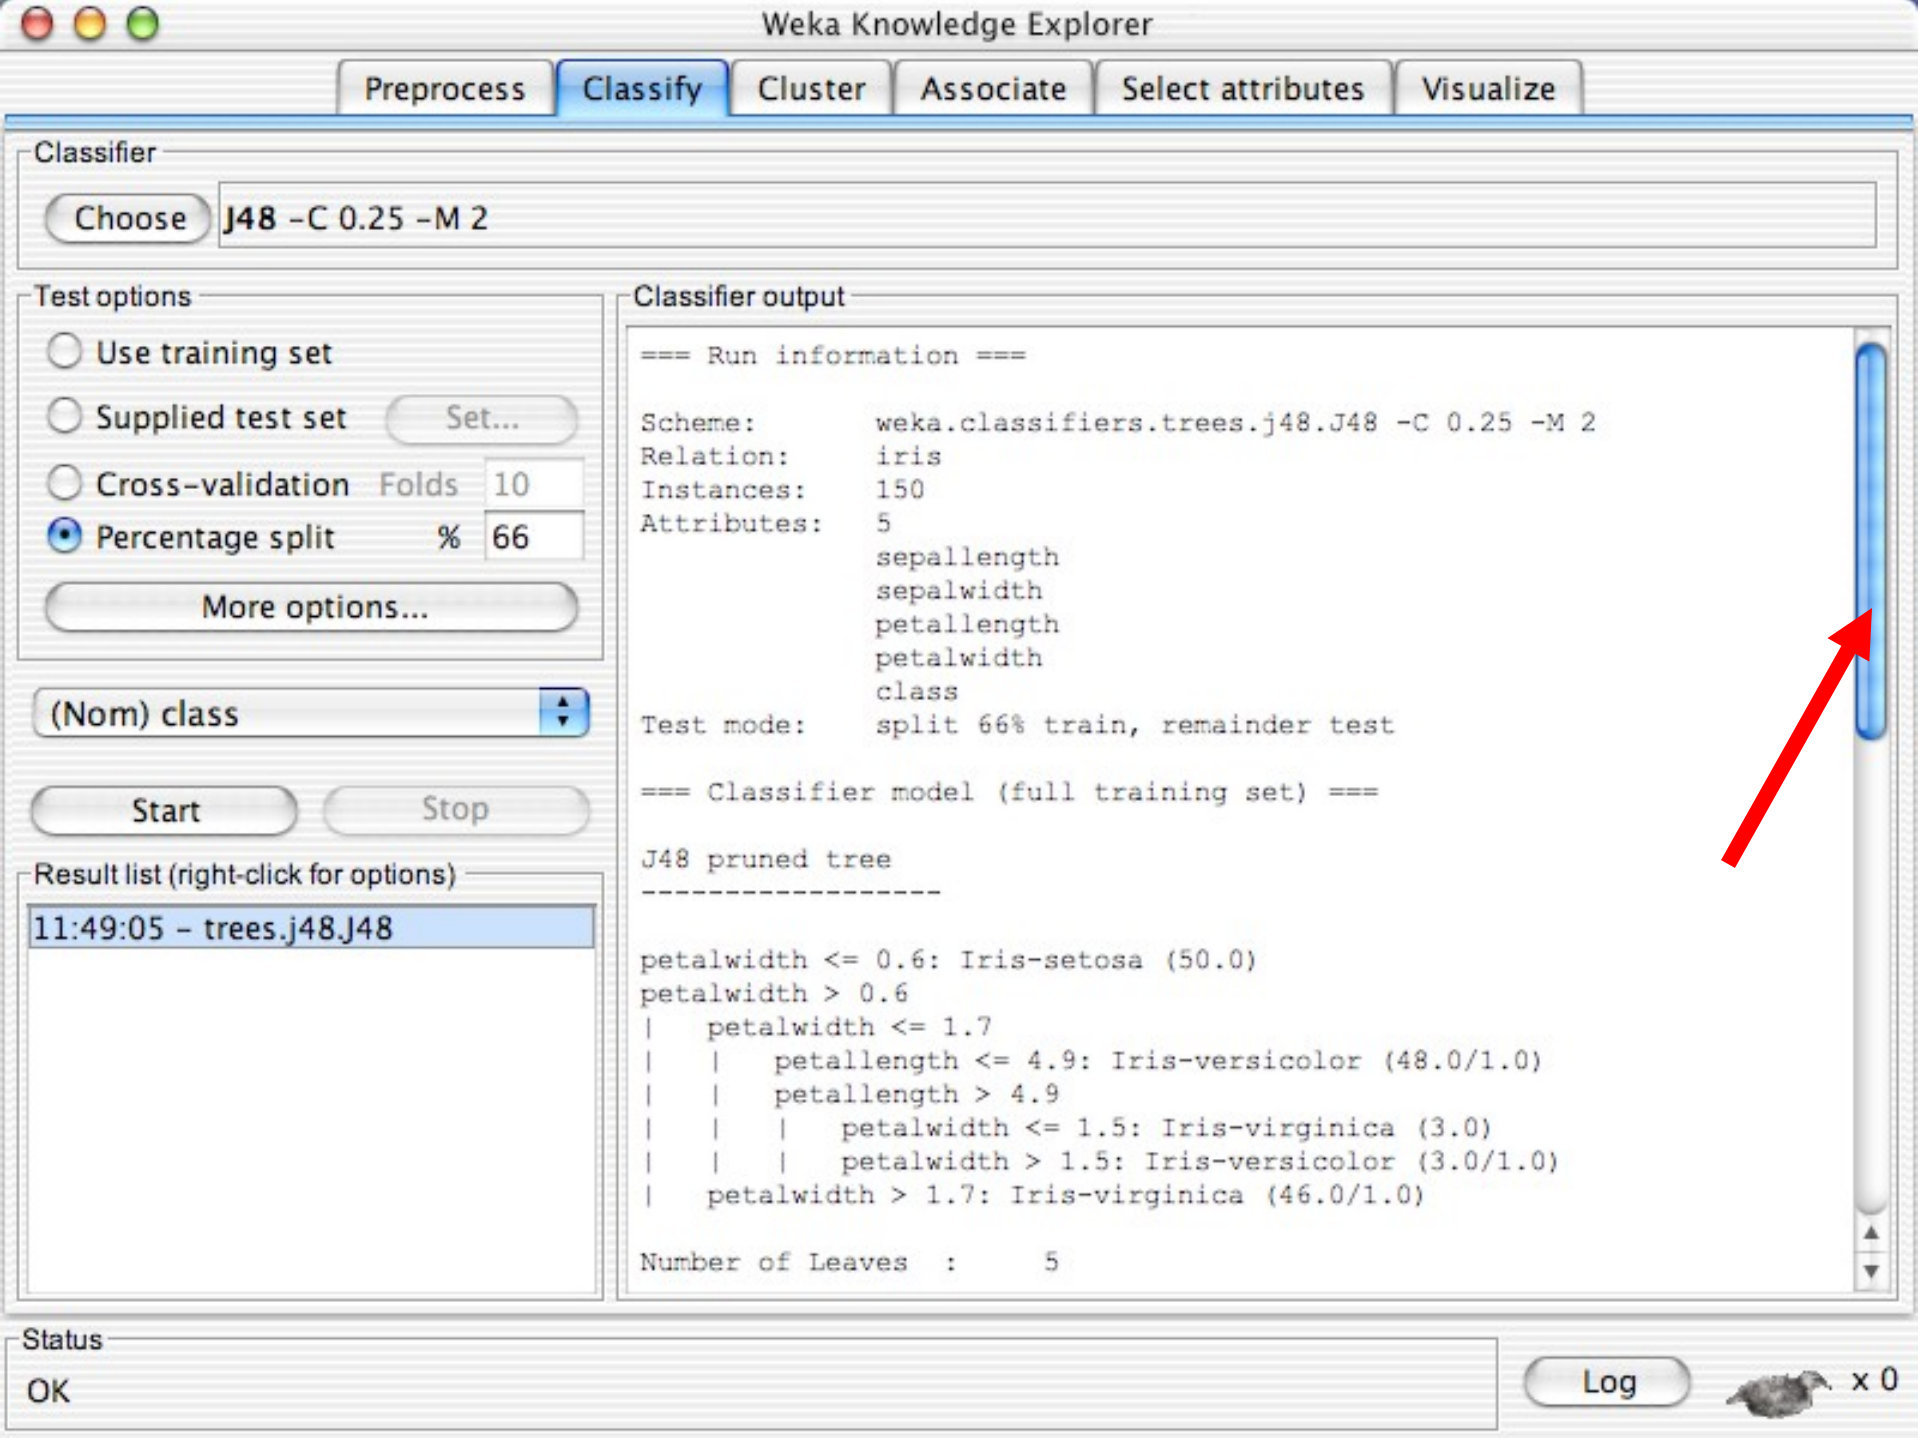 Weka Knowledge Explorer
Preprocess Classify Cluster Associate Select attributes Visualize
Classifier
Choose J48 -C 0.25 -M 2
Test options
Use training set
Supplied test set Set...
Cross-validation Folds 10
Percentage split % 66
More options...
(Nom) class
Start Stop
Result list (right-click for options)
11:49:05 - trees.j48.J48
Classifier output
=== Run information ===
Scheme: weka.classifiers.trees.j48.J48 -C 0.25 -M 2
Relation: iris
Instances: 150
Attributes: 5
sepallength
sepalwidth
petallength
petalwidth
class
Test mode: split 66% train, remainder test
=== Classifier model (full training set) ===
J48 pruned tree
------------------
petalwidth <= 0.6: Iris-setosa (50.0)
petalwidth > 0.6
| petalwidth <= 1.7
| | petallength <= 4.9: Iris-versicolor (48.0/1.0)
| | petallength > 4.9
| | | petalwidth <= 1.5: Iris-virginica (3.0)
| | | petalwidth > 1.5: Iris-versicolor (3.0/1.0)
| petalwidth > 1.7: Iris-virginica (46.0/1.0)
Number of Leaves : 5
Status
OK
Log x 0